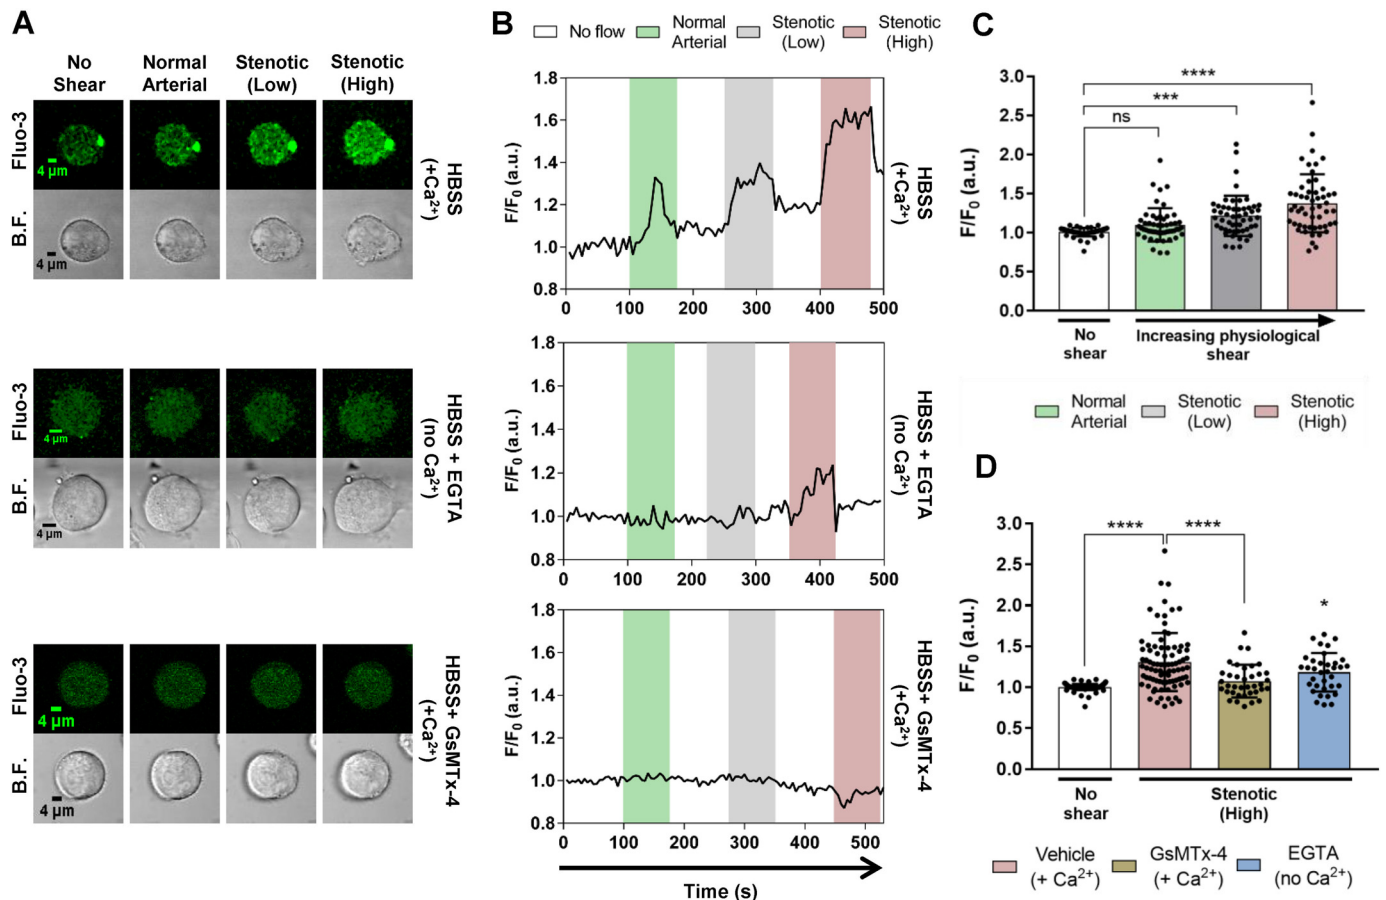 A
No Shear
Normal Arterial
Stenotic (Low)
Stenotic (High)
Fluo-3
4 µm
B.F.
4 µm
HBSS (+Ca²⁺)
Fluo-3
4 µm
B.F.
4 µm
HBSS + EGTA (no Ca²⁺)
Fluo-3
4 µm
B.F.
4 µm
HBSS+ GsMTx-4 (+Ca²⁺)
B
No flow
Normal Arterial
Stenotic (Low)
Stenotic (High)
F/F₀ (a.u.)
1.8
1.6
1.4
1.2
1.0
0.8
0 100 200 300 400 500
HBSS (+Ca²⁺)
F/F₀ (a.u.)
1.8
1.6
1.4
1.2
1.0
0.8
0 100 200 300 400 500
HBSS + EGTA (no Ca²⁺)
F/F₀ (a.u.)
1.8
1.6
1.4
1.2
1.0
0.8
0 100 200 300 400 500
HBSS+ GsMTx-4 (+Ca²⁺)
Time (s)
C
F/F₀ (a.u.)
3.0
2.5
2.0
1.5
1.0
0.5
0.0
****
***
ns
No shear
Increasing physiological shear
Normal Arterial
Stenotic (Low)
Stenotic (High)
D
F/F₀ (a.u.)
3.0
2.5
2.0
1.5
1.0
0.5
0.0
**** ****
*
No shear
Stenotic (High)
Vehicle (+ Ca²⁺)
GsMTx-4 (+ Ca²⁺)
EGTA (no Ca²⁺)